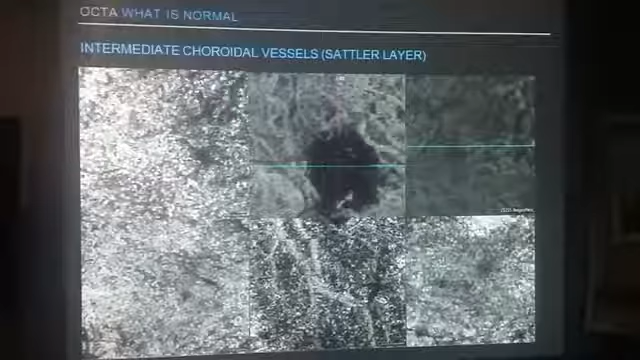 OCTA WHAT IS NORMAL
INTERMEDIATE CHOROIDAL VESSELS (SATTLER LAYER)